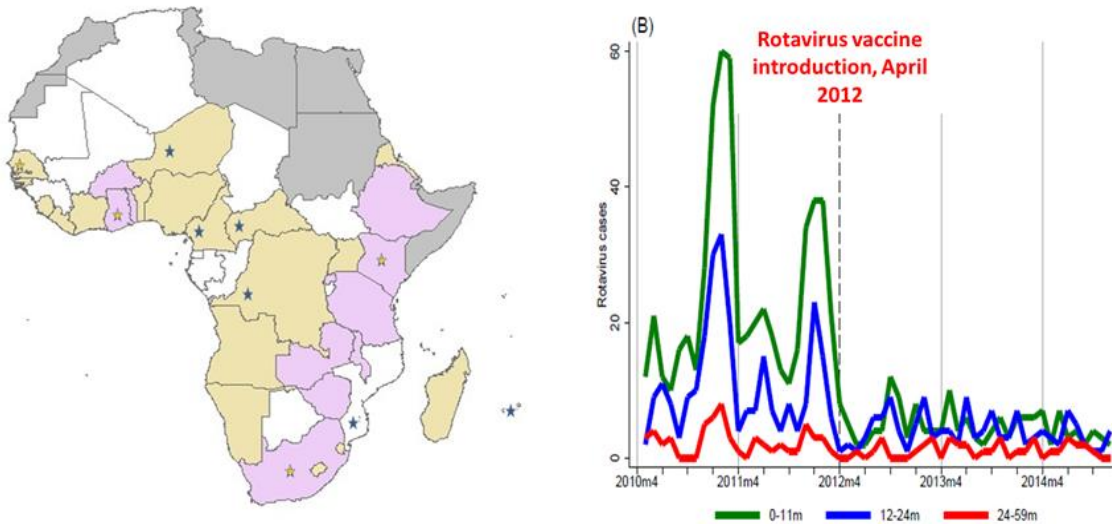 (B)
Rotavirus vaccine
introduction, April
2012
60
40
20
0
Rotavirus cases
2010m4 2011m4 2012m4 2013m4 2014m4
0-11m 12-24m 24-59m